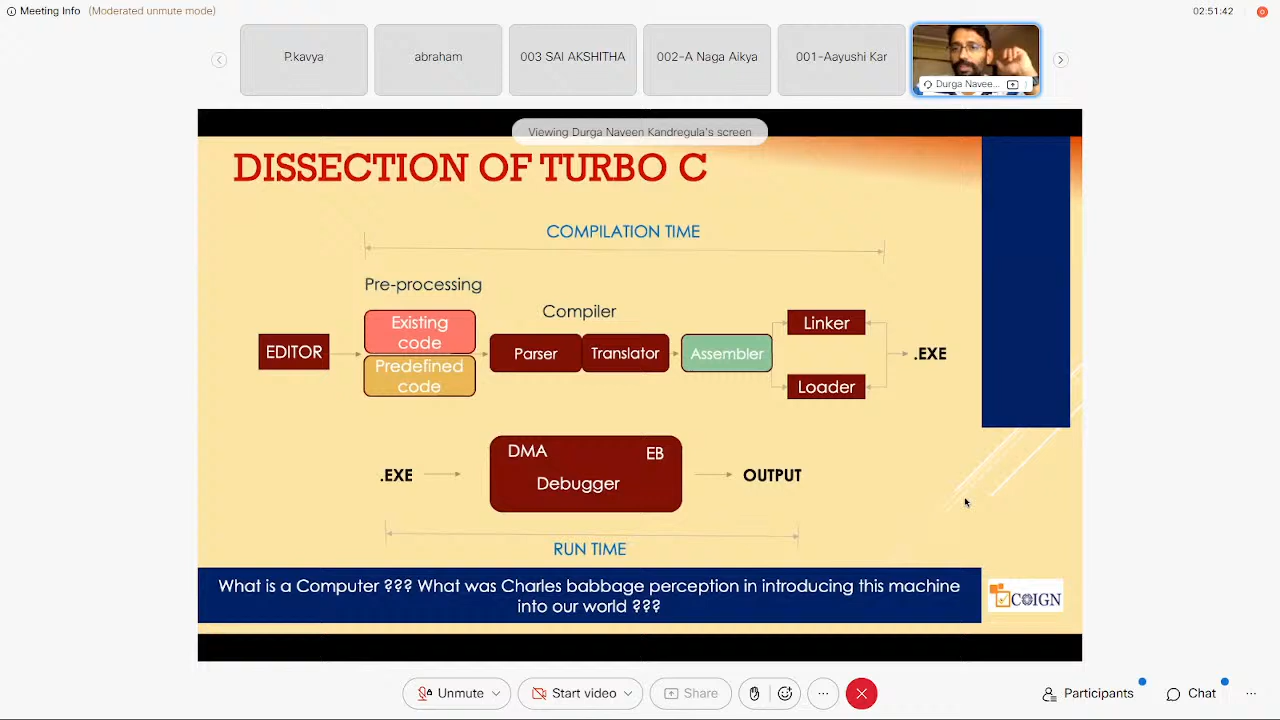 Meeting Info (Moderated unmute mode)
02:51:42
P.kavya
abraham
003 SAI AKSHITHA
002-A Naga Aikya
001-Aayushi Kar
Durga Navee...
Viewing Durga Naveen Kandregula's screen
DISSECTION OF TURBO C
COMPILATION TIME
Pre-processing
Compiler
Existing
code
Predefined
code
EDITOR
Parser
Translator
Assembler
Linker
Loader
.EXE
.EXE
DMA
EB
Debugger
OUTPUT
RUN TIME
What is a Computer ??? What was Charles babbage perception in introducing this machine
into our world ???
COIGN
Unmute
Start video
Share
Participants
Chat